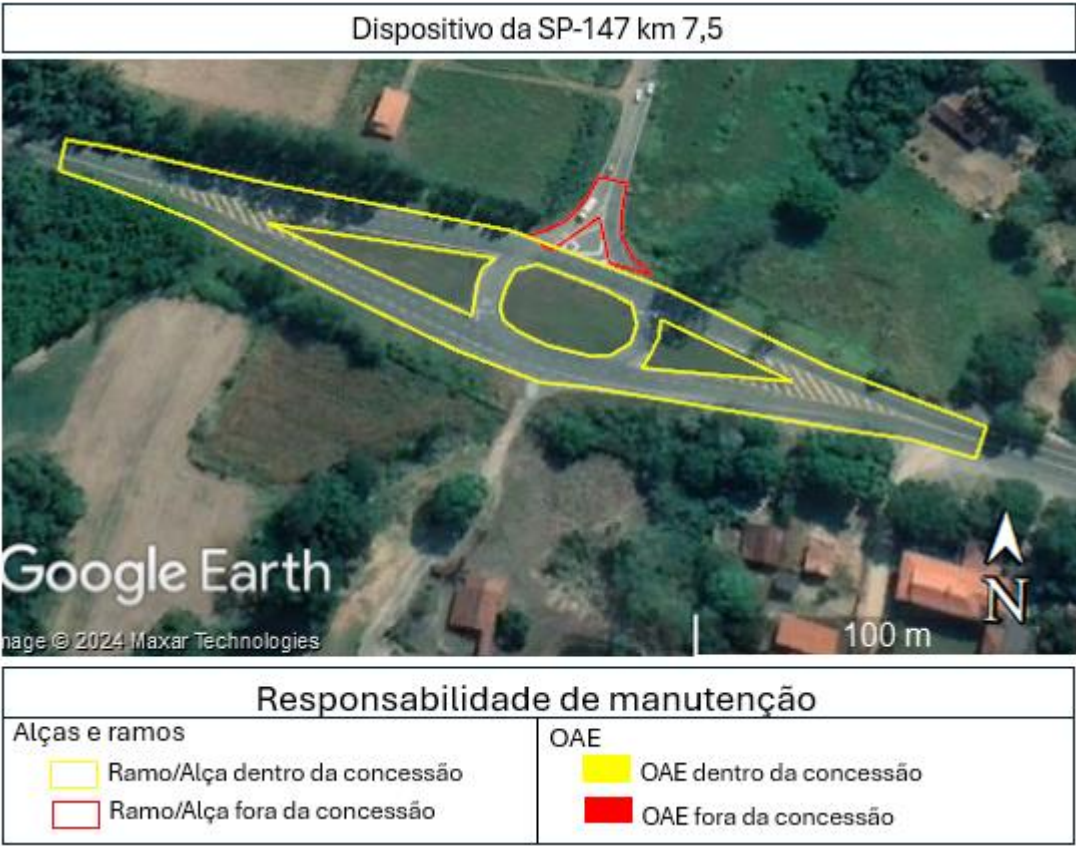 Dispositivo da SP-147 km 7,5
Google Earth
mage © 2024 Maxar Technologies
100 m
N
Responsabilidade de manutenção
Alças e ramos
Ramo/Alça dentro da concessão
Ramo/Alça fora da concessão
OAE
OAE dentro da concessão
OAE fora da concessão